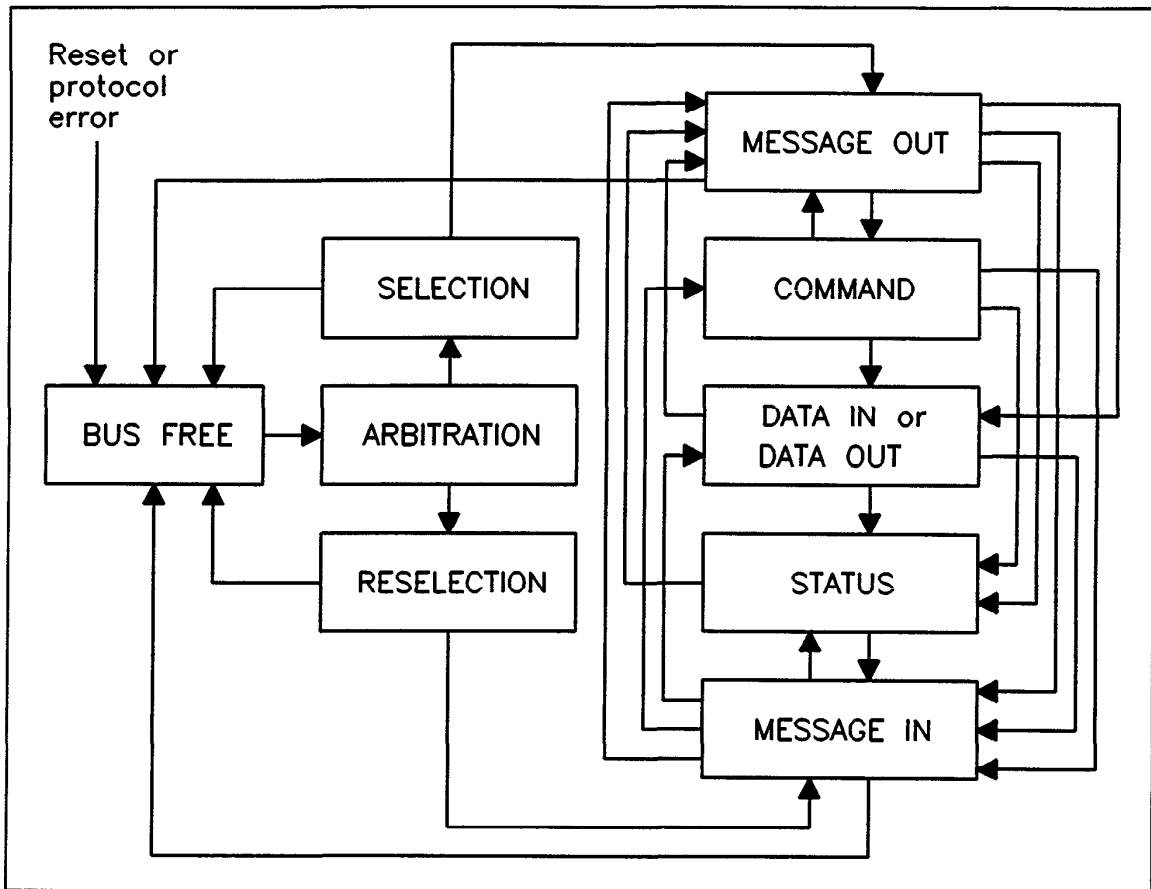 Reset or
protocol
error
MESSAGE OUT
SELECTION
COMMAND
BUS FREE
ARBITRATION
DATA IN or
DATA OUT
RESELECTION
STATUS
MESSAGE IN